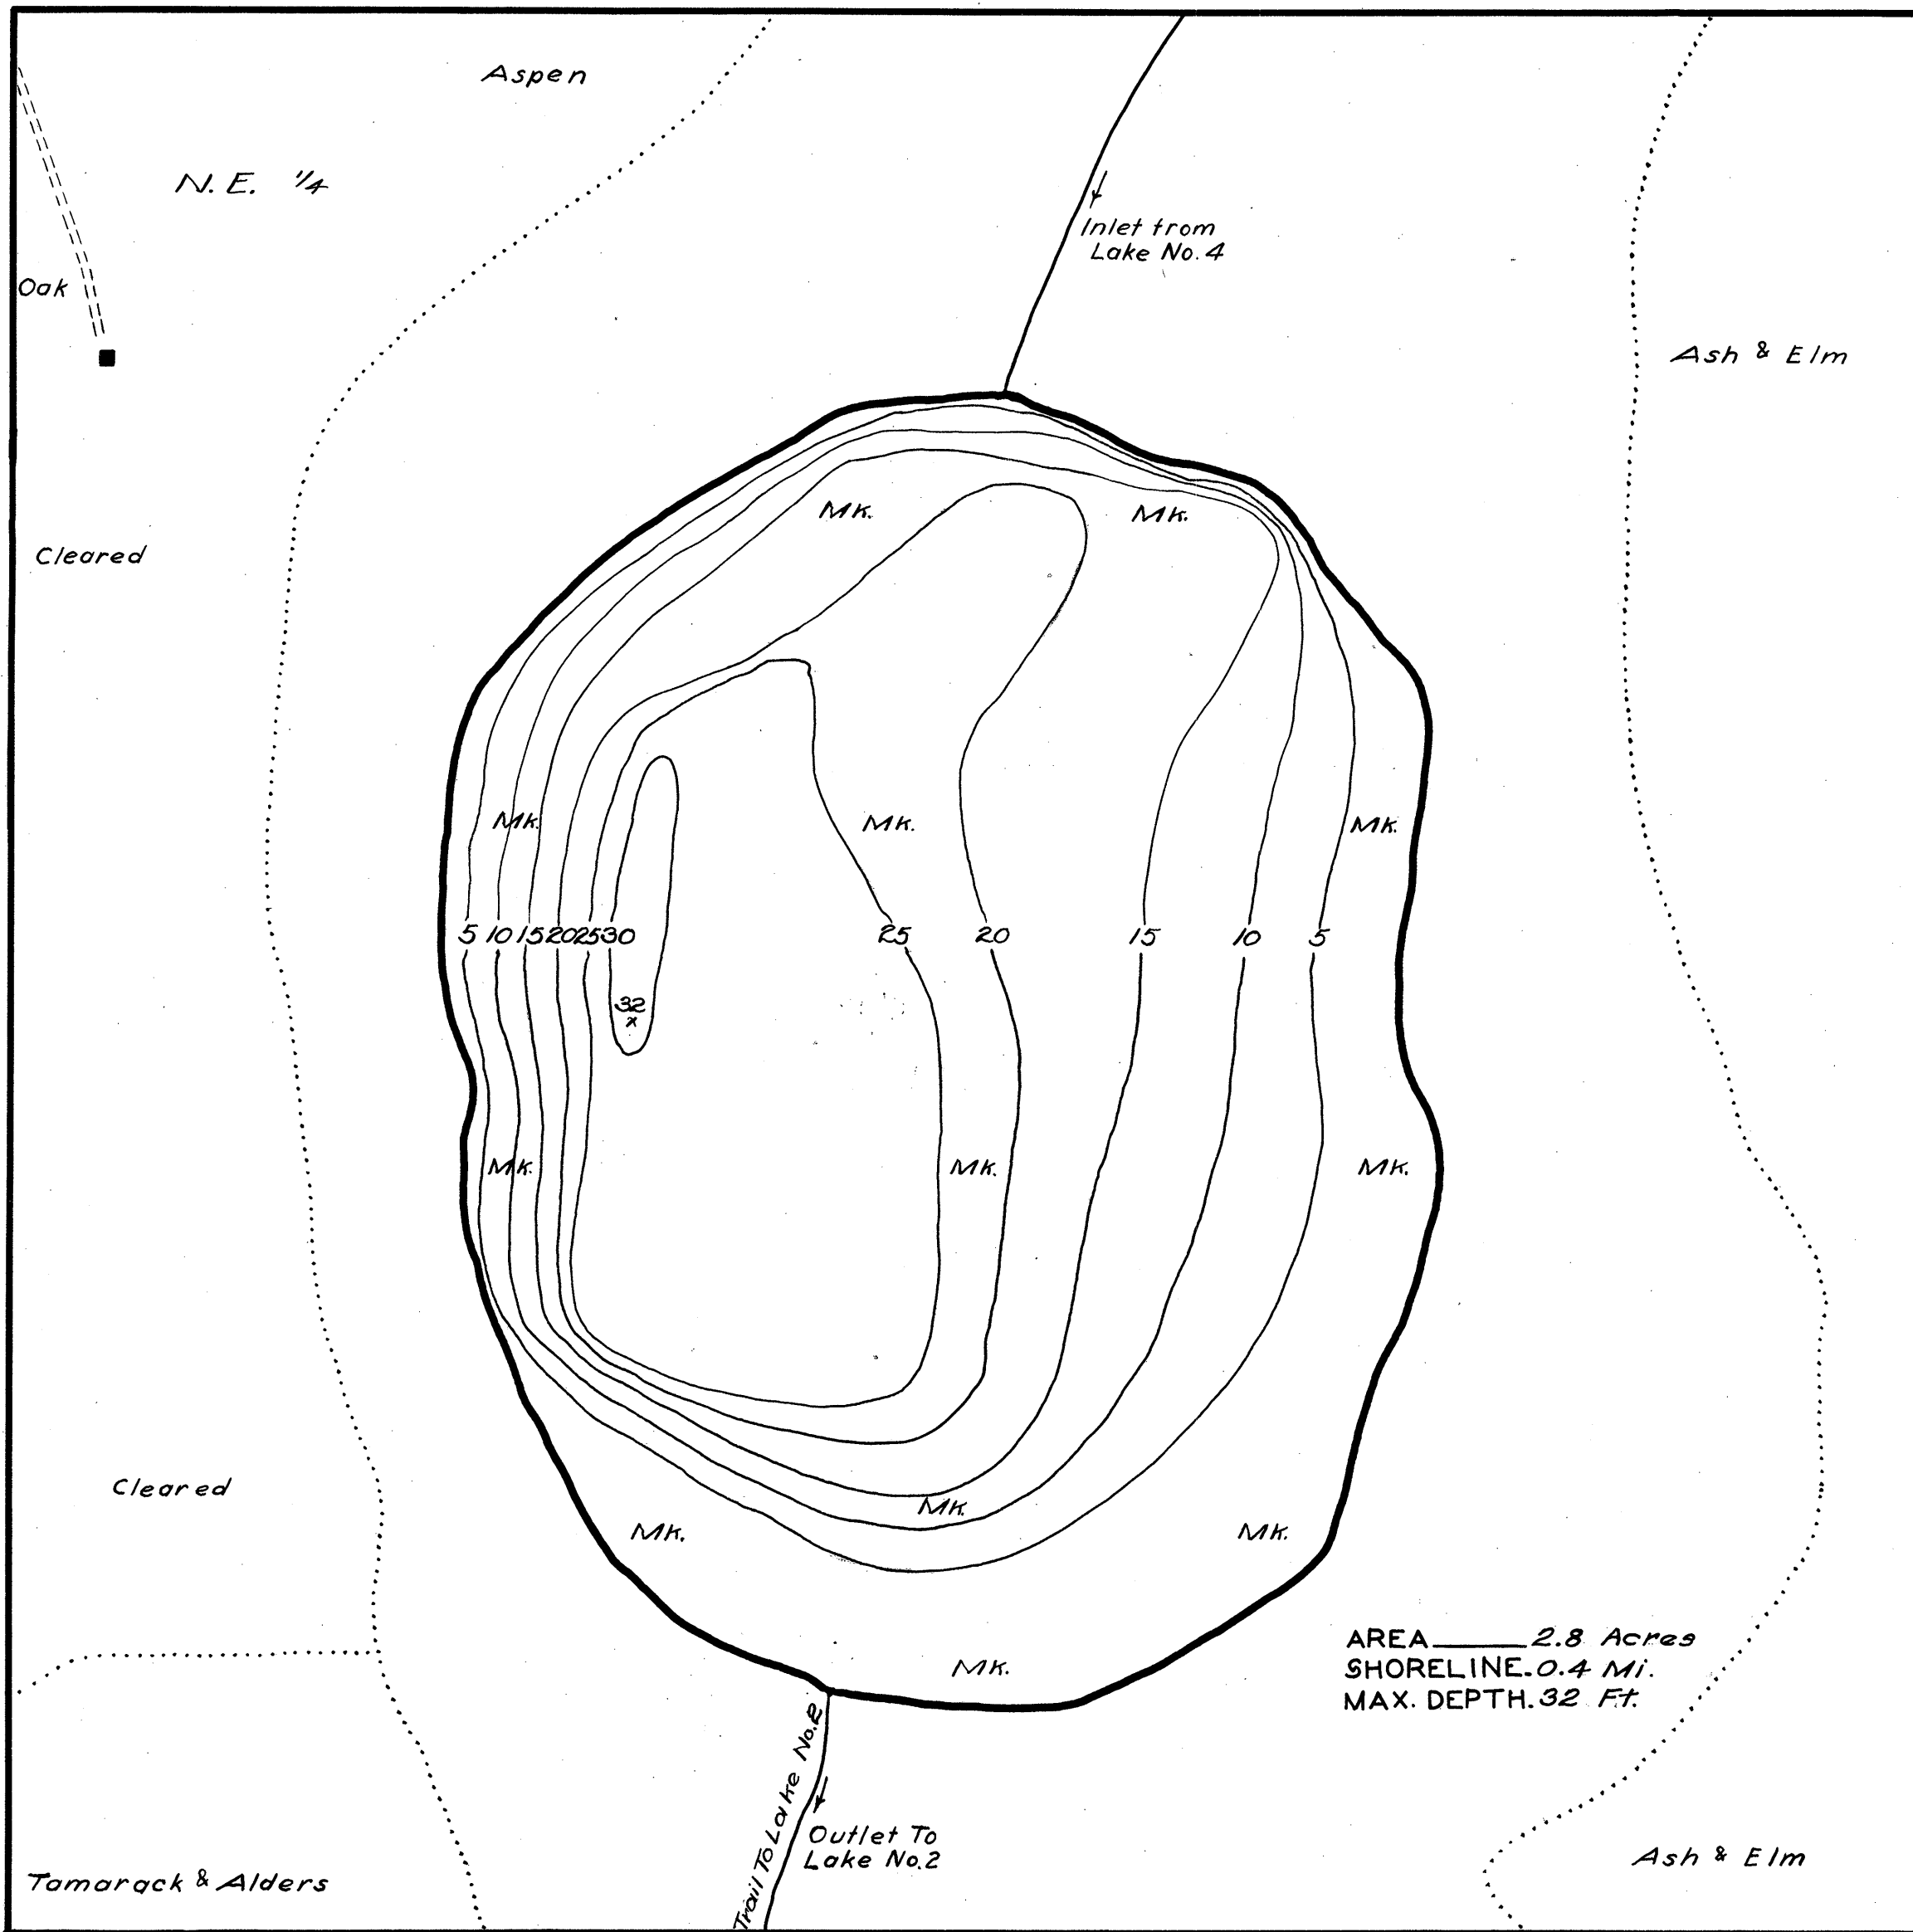 Aspen
N.E. 1/4
Inlet from
Lake No. 4
Oak
Ash & Elm
Mk.
Mk.
Cleared
Mk.
Mk.
Mk.
5 10 15 20 25 30
25 20 15 10 5
32
x
Mk.
Mk.
Mk.
Cleared
Mk.
Mk.
Mk.
AREA 2.8 Acres
SHORELINE. 0.4 Mi.
MAX. DEPTH. 32 Ft.
Mk.
Trail To Lake No. 2
Outlet To
Lake No. 2
Ash & Elm
Tamarack & Alders